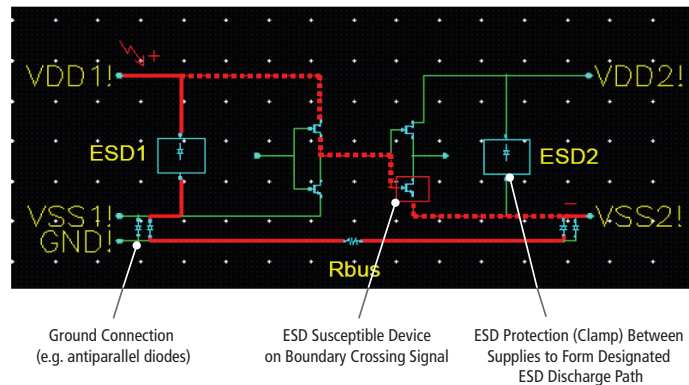 +
VDD1!
VDD2!
ESD1
ESD2
VSS1!
–
VSS2!
GND!
Rbus
Ground Connection
(e.g. antiparallel diodes)
ESD Susceptible Device
on Boundary Crossing Signal
ESD Protection (Clamp) Between
Supplies to Form Designated
ESD Discharge Path